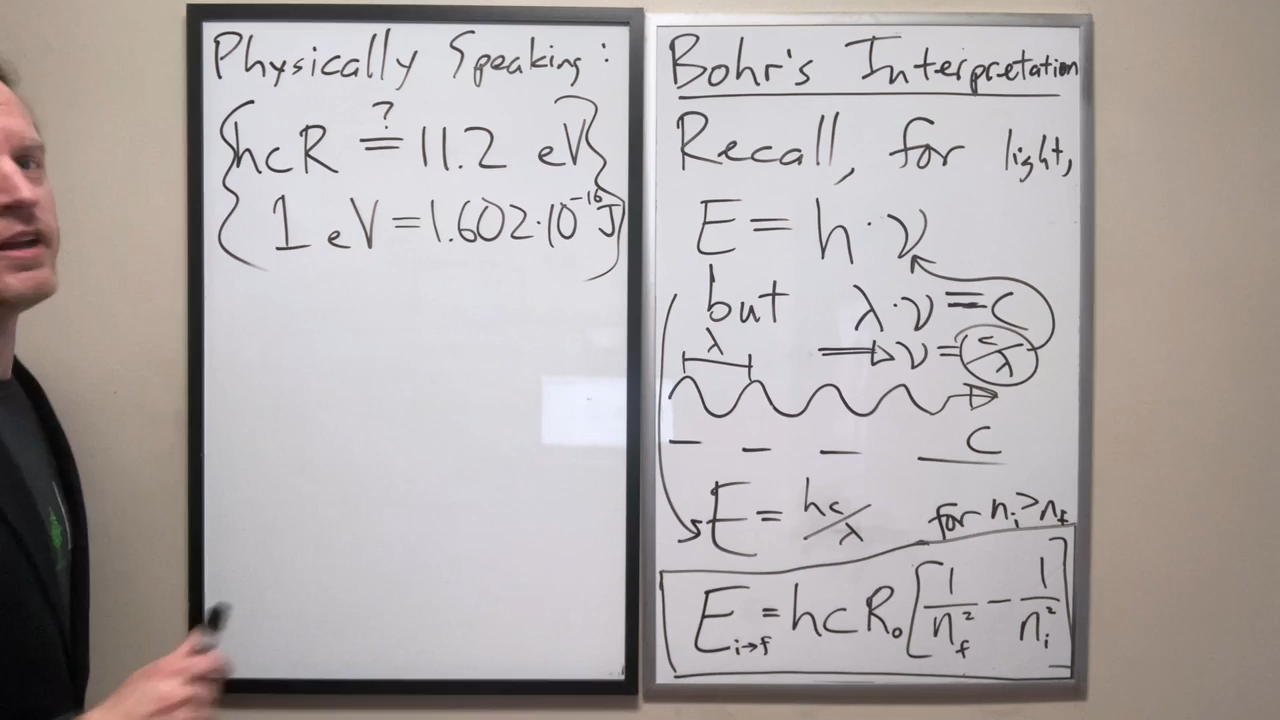 Physically Speaking:
hcR ≟ 11.2 eV
1 eV = 1.602·10⁻¹⁶ J
Bohr's Interpretation
Recall, for light,
E = h·ν
but λ·ν = c
λ
⇒ ν = c/λ
c
E = hc/λ for nᵢ > n_f
E_{i→f} = hcR₀ [1/n_f² − 1/nᵢ²]